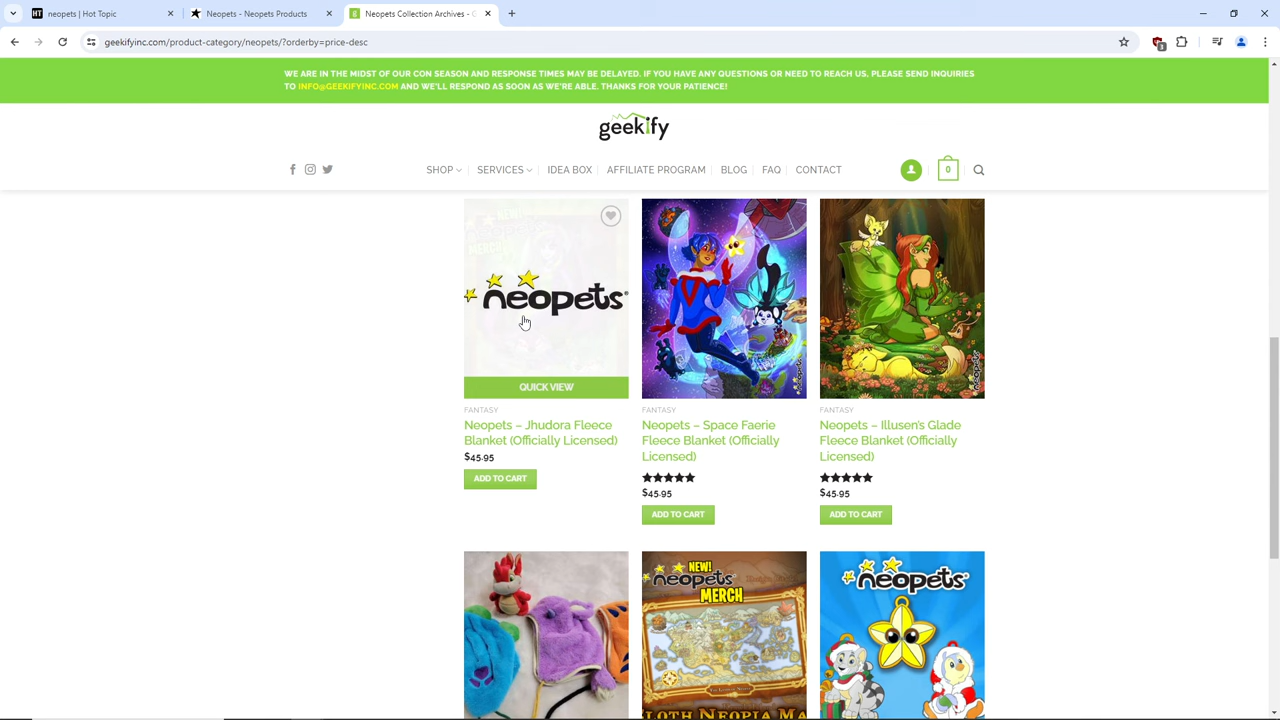 neopets | Hot Topic
Neopets - Neopets Products
Neopets Collection Archives -
geekifyinc.com/product-category/neopets/?orderby=price-desc
3
WE ARE IN THE MIDST OF OUR CON SEASON AND RESPONSE TIMES MAY BE DELAYED. IF YOU HAVE ANY QUESTIONS OR NEED TO REACH US, PLEASE SEND INQUIRIES
TO INFO@GEEKIFYINC.COM AND WE'LL RESPOND AS SOON AS WE'RE ABLE. THANKS FOR YOUR PATIENCE!
geekify
SHOP SERVICES IDEA BOX AFFILIATE PROGRAM BLOG FAQ CONTACT 0
neopets
neopets
neopets
QUICK VIEW
FANTASY
Neopets – Jhudora Fleece
Blanket (Officially Licensed)
$45.95
ADD TO CART
FANTASY
Neopets – Space Faerie
Fleece Blanket (Officially
Licensed)
$45.95
ADD TO CART
FANTASY
Neopets – Illusen's Glade
Fleece Blanket (Officially
Licensed)
$45.95
ADD TO CART
NEW!
neopets
MERCH
CLOTH NEOPIA MA
neopets